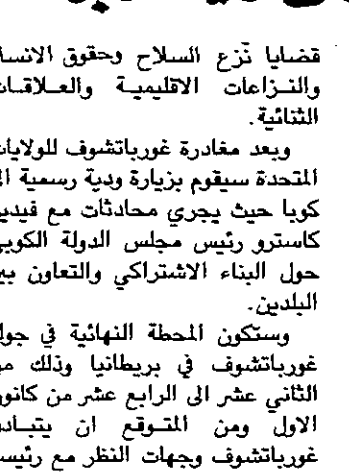 قضايا نزع السلاح وحقوق الانسا
والنـزاعات الاقليميـة والعـلاقـات
الثنائية.
وبعد مغادرة غورباتشوف للولايات
المتحدة سيقوم بزيارة ودية رسمية ا
كوبا حيث يجري محادثات مع فيدي
كاسترو رئيس مجلس الدولة الكوبي
حول البناء الاشتراكي والتعاون بي
البلدين.
وستكون المحطة النهائية في جول
غورباتشوف في بريطانيا وذلك م
الثاني عشر الى الرابع عشر من كانو
الاول ومن المتـوقع ان يتبـاد
غورباتشوف وجهات النظر مع رئيس